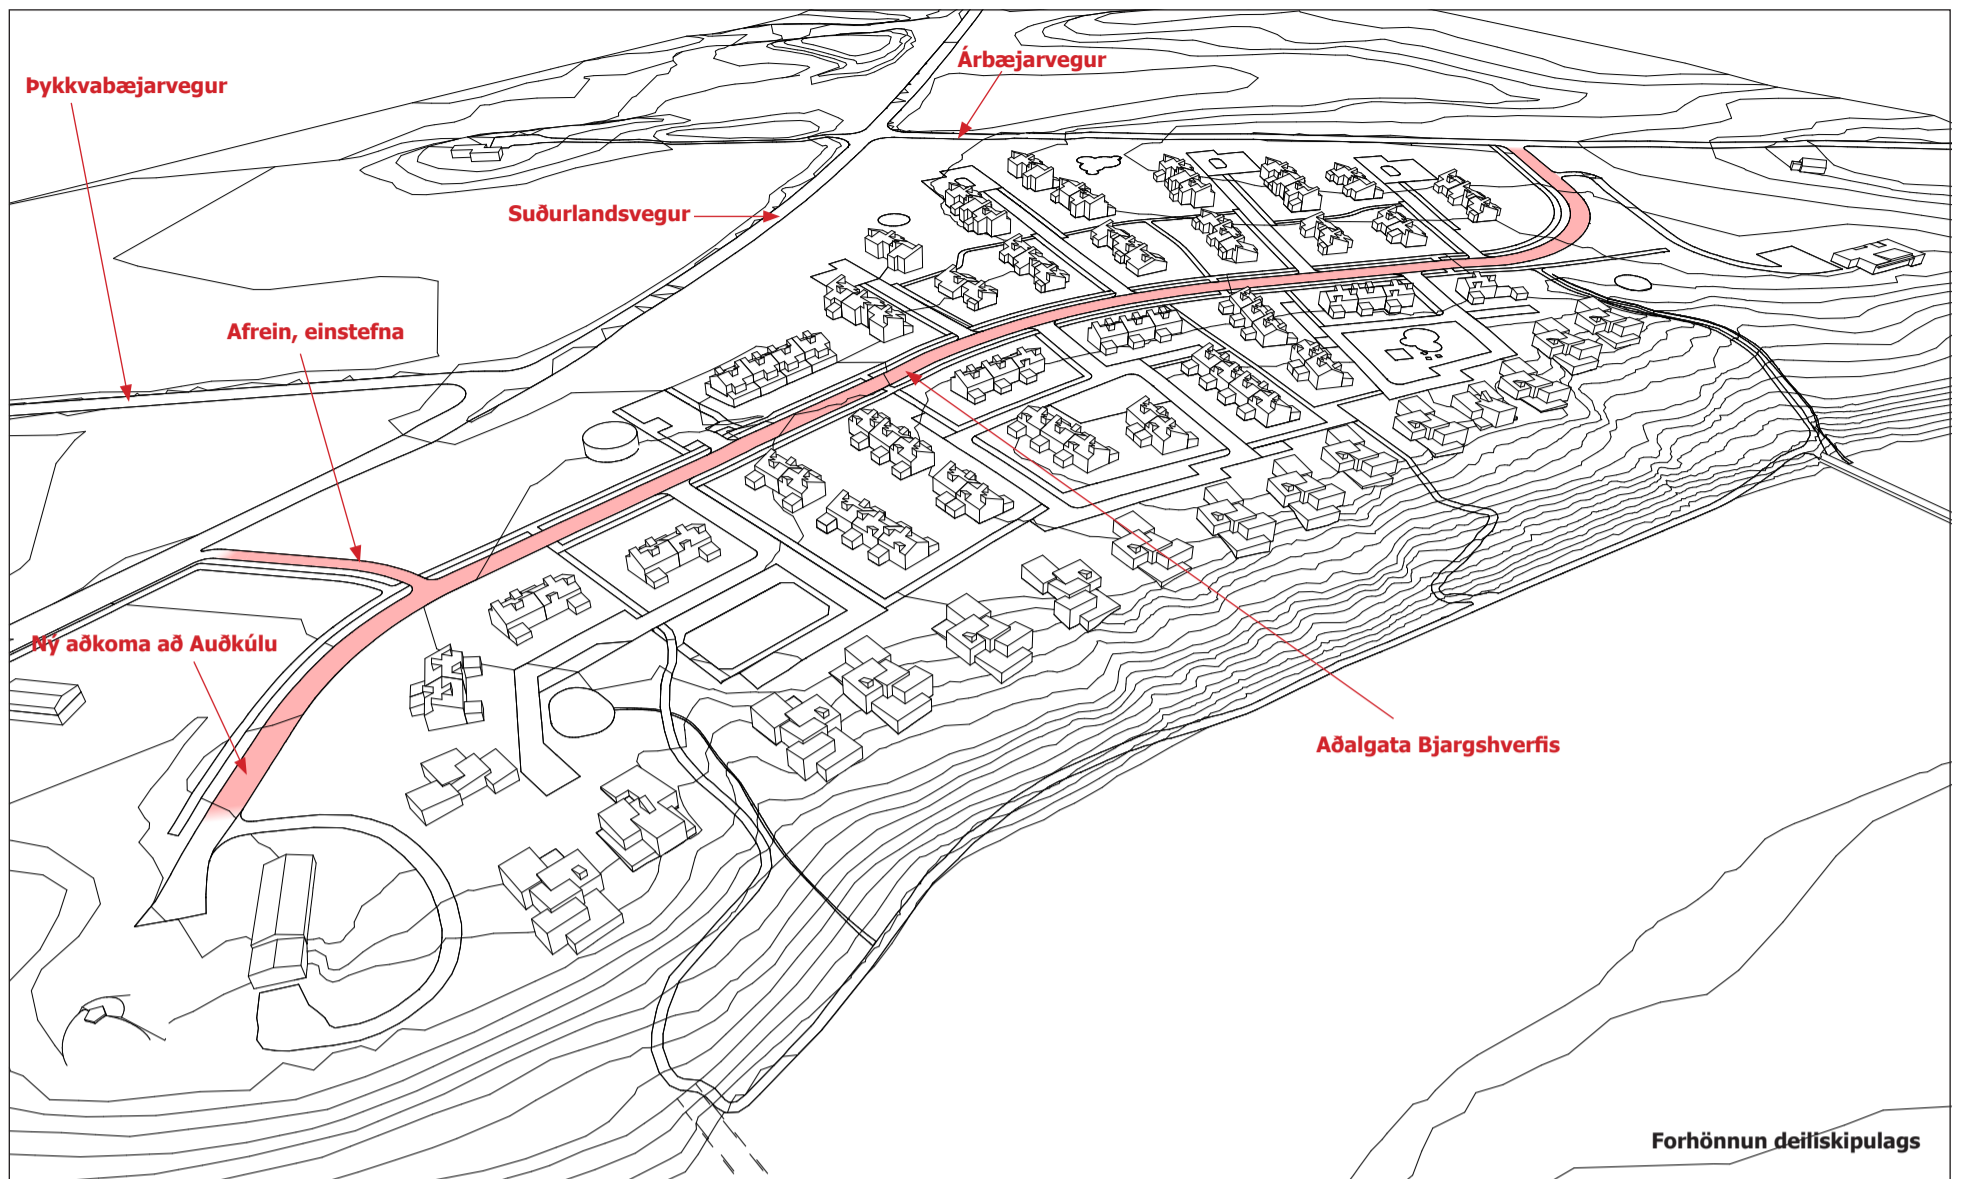 Árbæjarvegur
Þykkvabæjarvegur
Suðurlandsvegur
Afrein, einstefna
Ný aðkoma að Auðkúlu
Aðalgata Bjargshverfis
Forhönnun deiliskipulags